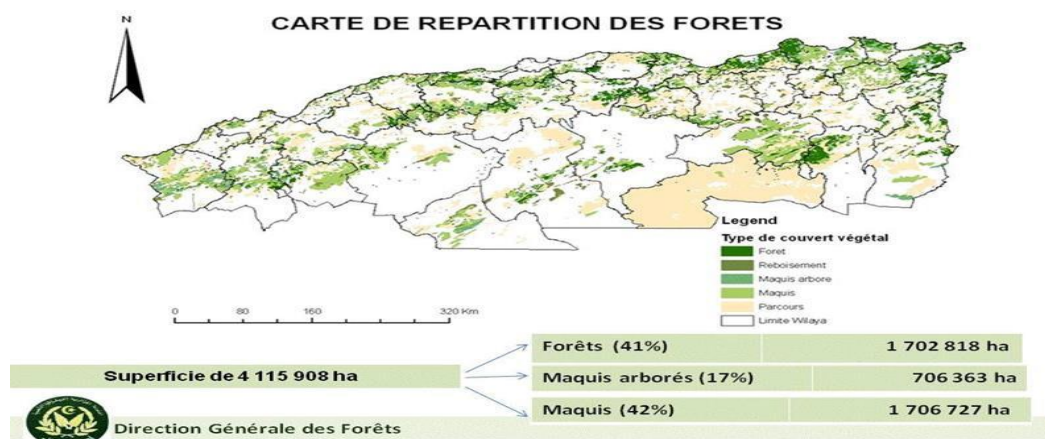 N
CARTE DE REPARTITION DES FORETS
Legend
Type de couvert végétal
Foret
Reboisement
Maquis arbore
Maquis
Parcours
Limite Wilaya
0 80 160 320 Km
Forêts (41%) 1 702 818 ha
Superficie de 4 115 908 ha
Maquis arborés (17%) 706 363 ha
Maquis (42%) 1 706 727 ha
Direction Générale des Forêts